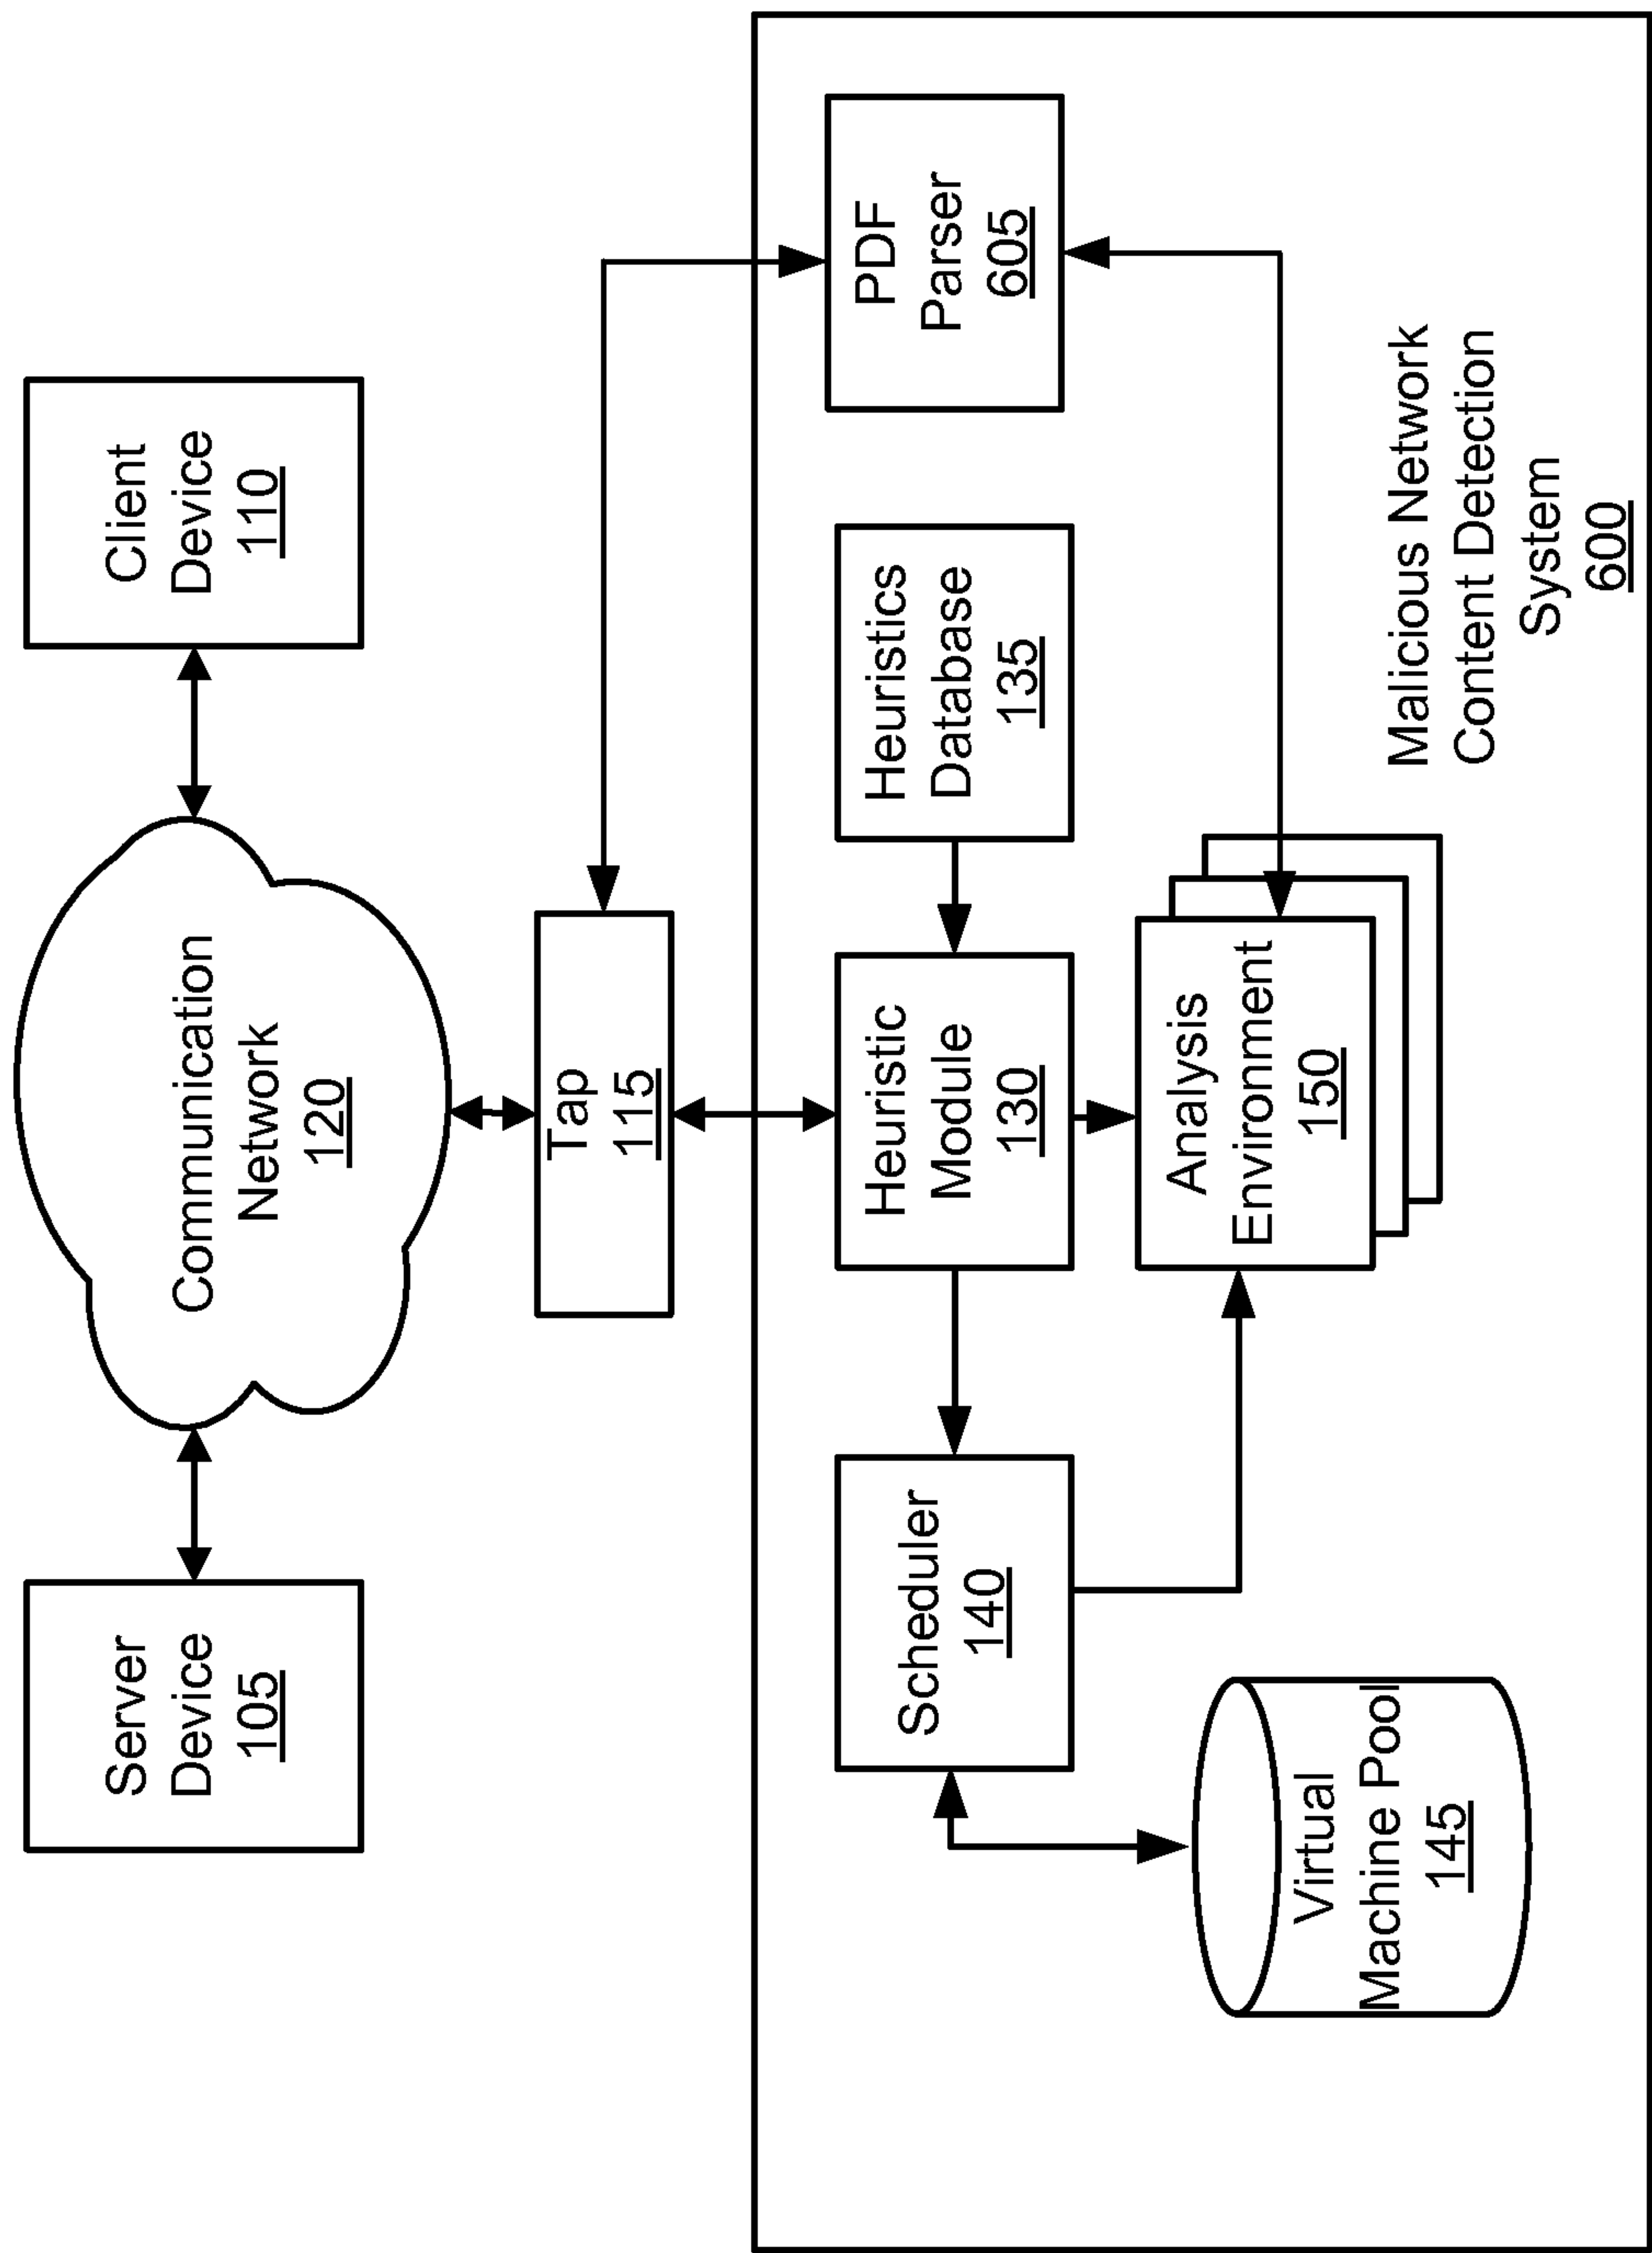 Server
Device
105
Communication
Network
120
Client
Device
110
Tap
115
Scheduler
140
Heuristic
Module
130
Heuristics
Database
135
PDF
Parser
605
Virtual
Machine Pool
145
Analysis
Environment
150
Malicious Network
Content Detection
System
600